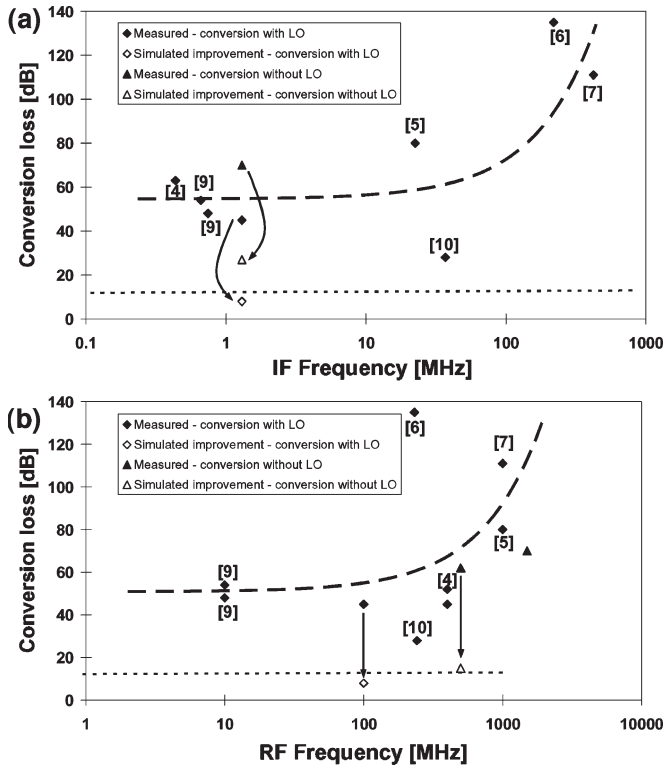 (a)
140
120
100
80
60
40
20
0
Conversion loss [dB]
Measured - conversion with LO
Simulated improvement - conversion with LO
Measured - conversion without LO
Simulated improvement - conversion without LO
[6]
[7]
[5]
[4]
[9]
[9]
[10]
0.1 1 10 100 1000
IF Frequency [MHz]
(b)
140
120
100
80
60
40
20
0
Conversion loss [dB]
Measured - conversion with LO
Simulated improvement - conversion with LO
Measured - conversion without LO
Simulated improvement - conversion without LO
[6]
[7]
[5]
[9]
[9]
[4]
[10]
1 10 100 1000 10000
RF Frequency [MHz]